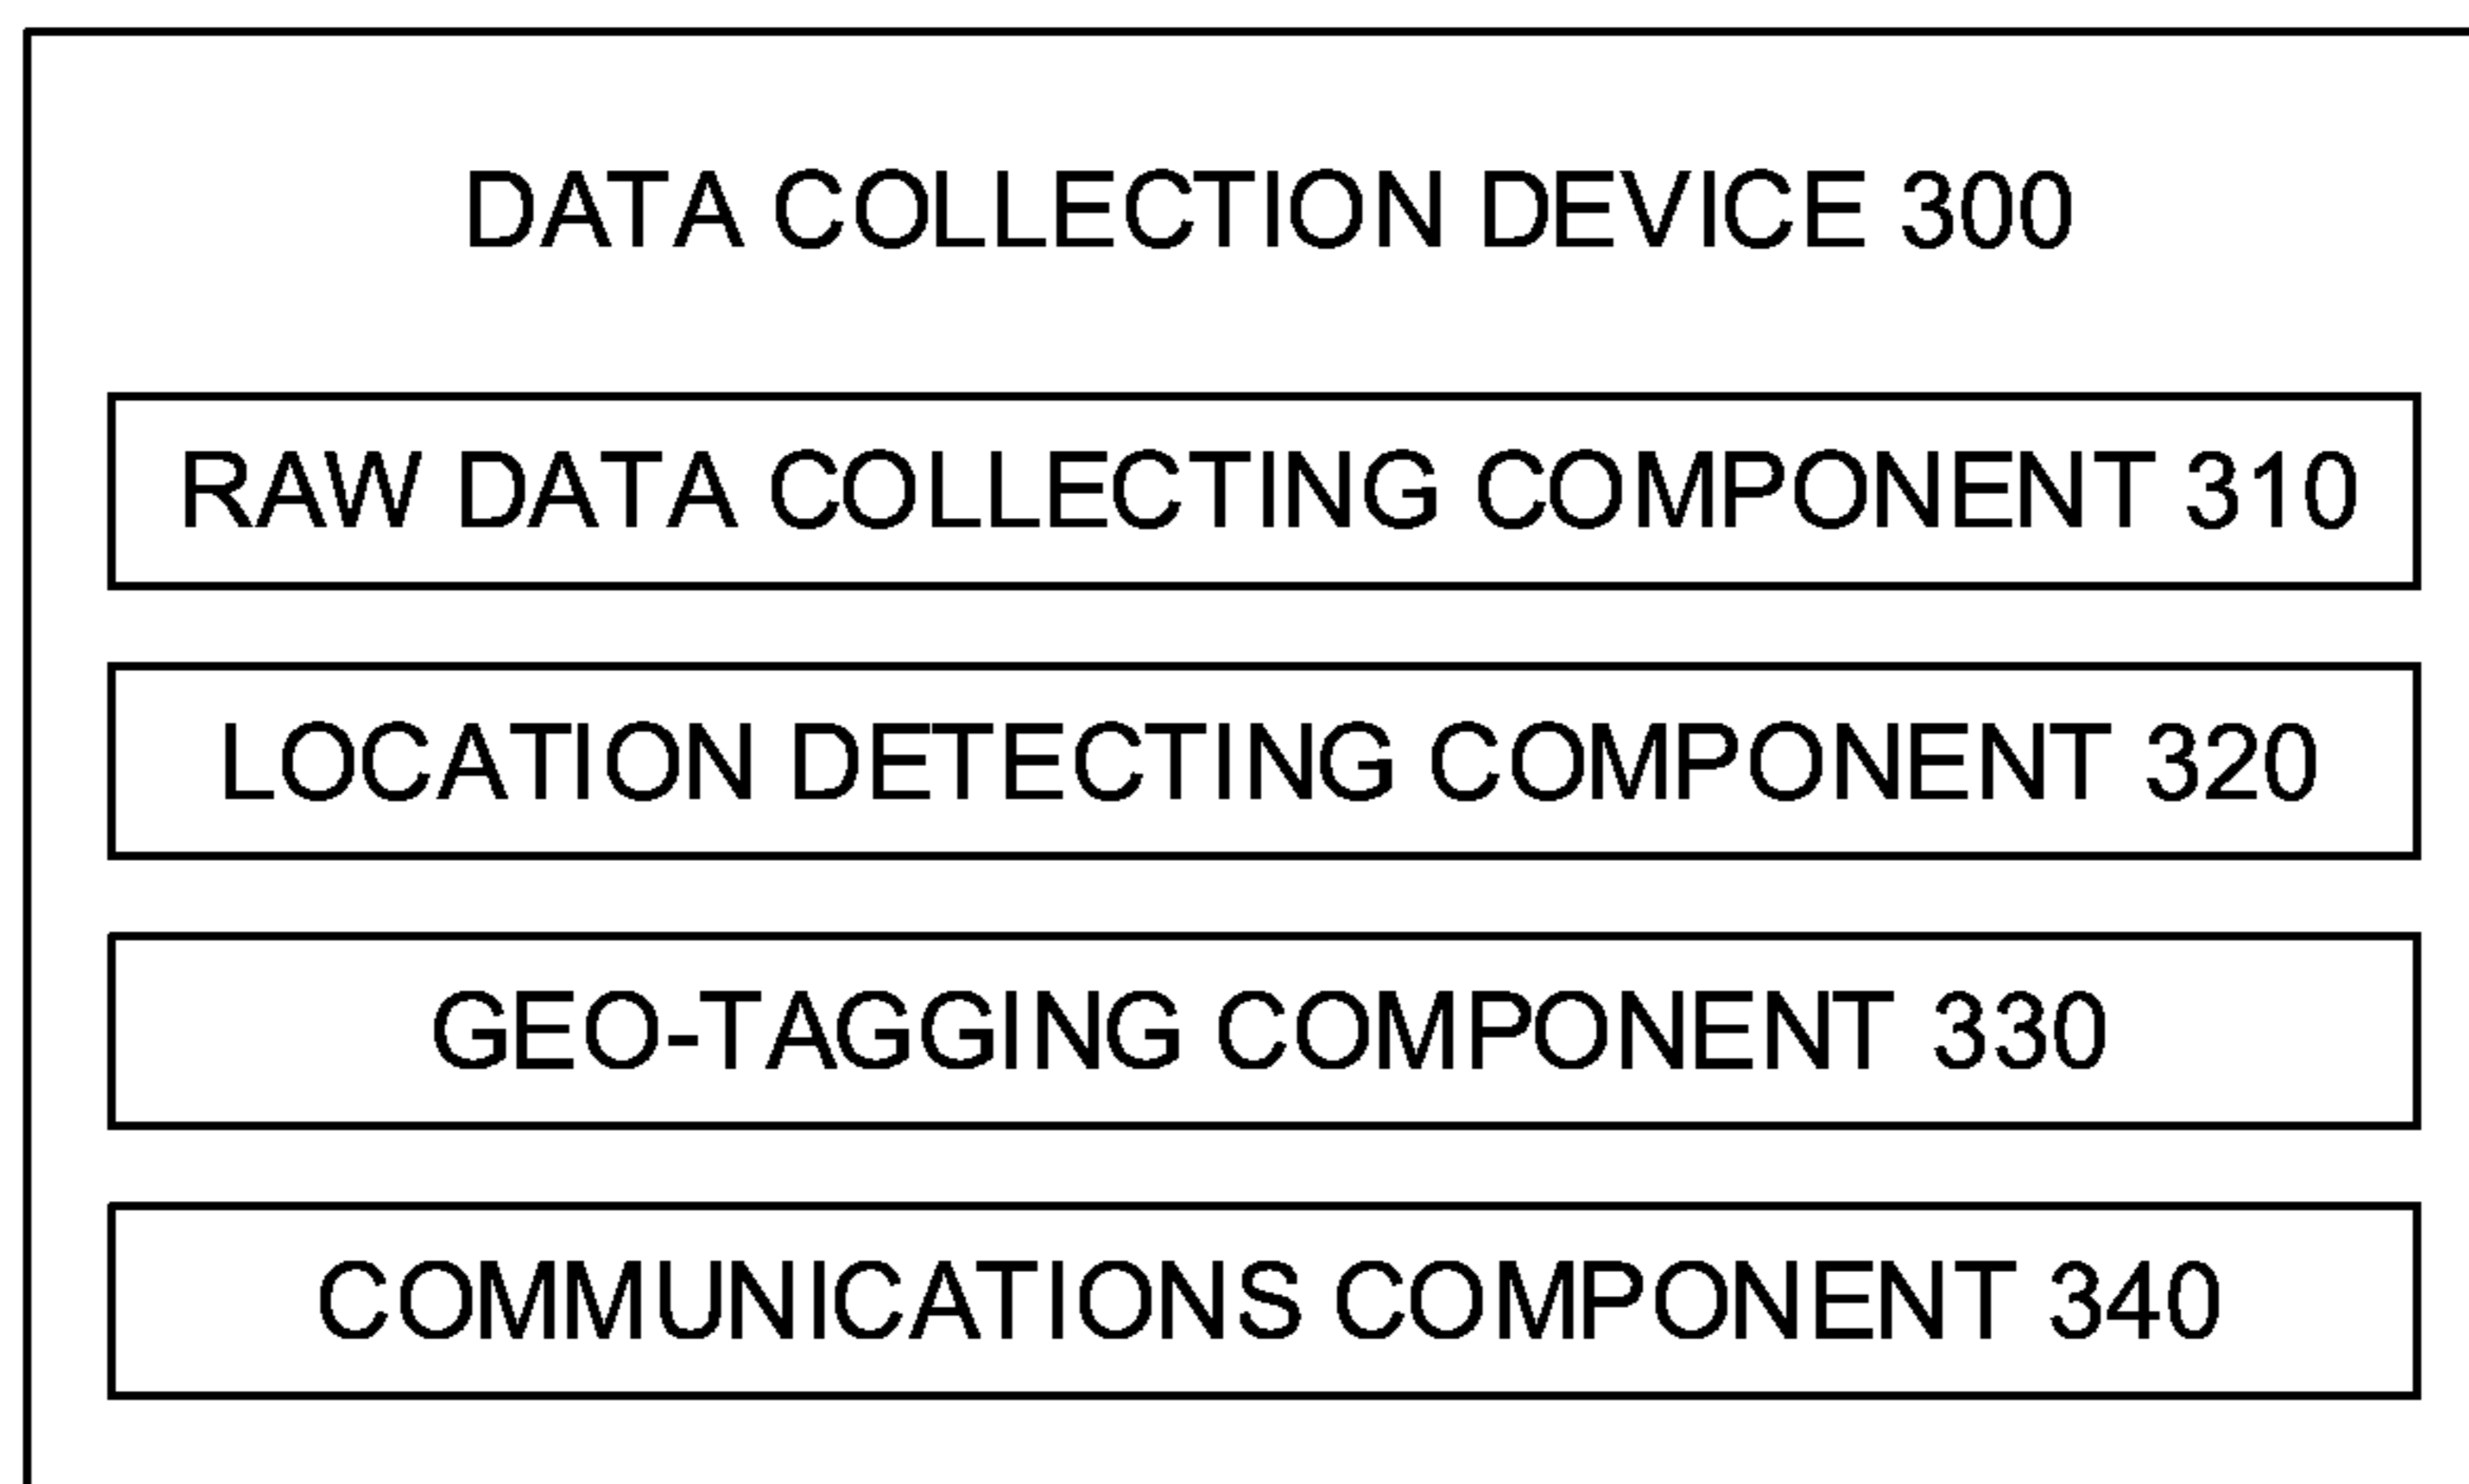 DATA COLLECTION DEVICE 300
RAW DATA COLLECTING COMPONENT 310
LOCATION DETECTING COMPONENT 320
GEO-TAGGING COMPONENT 330
COMMUNICATIONS COMPONENT 340